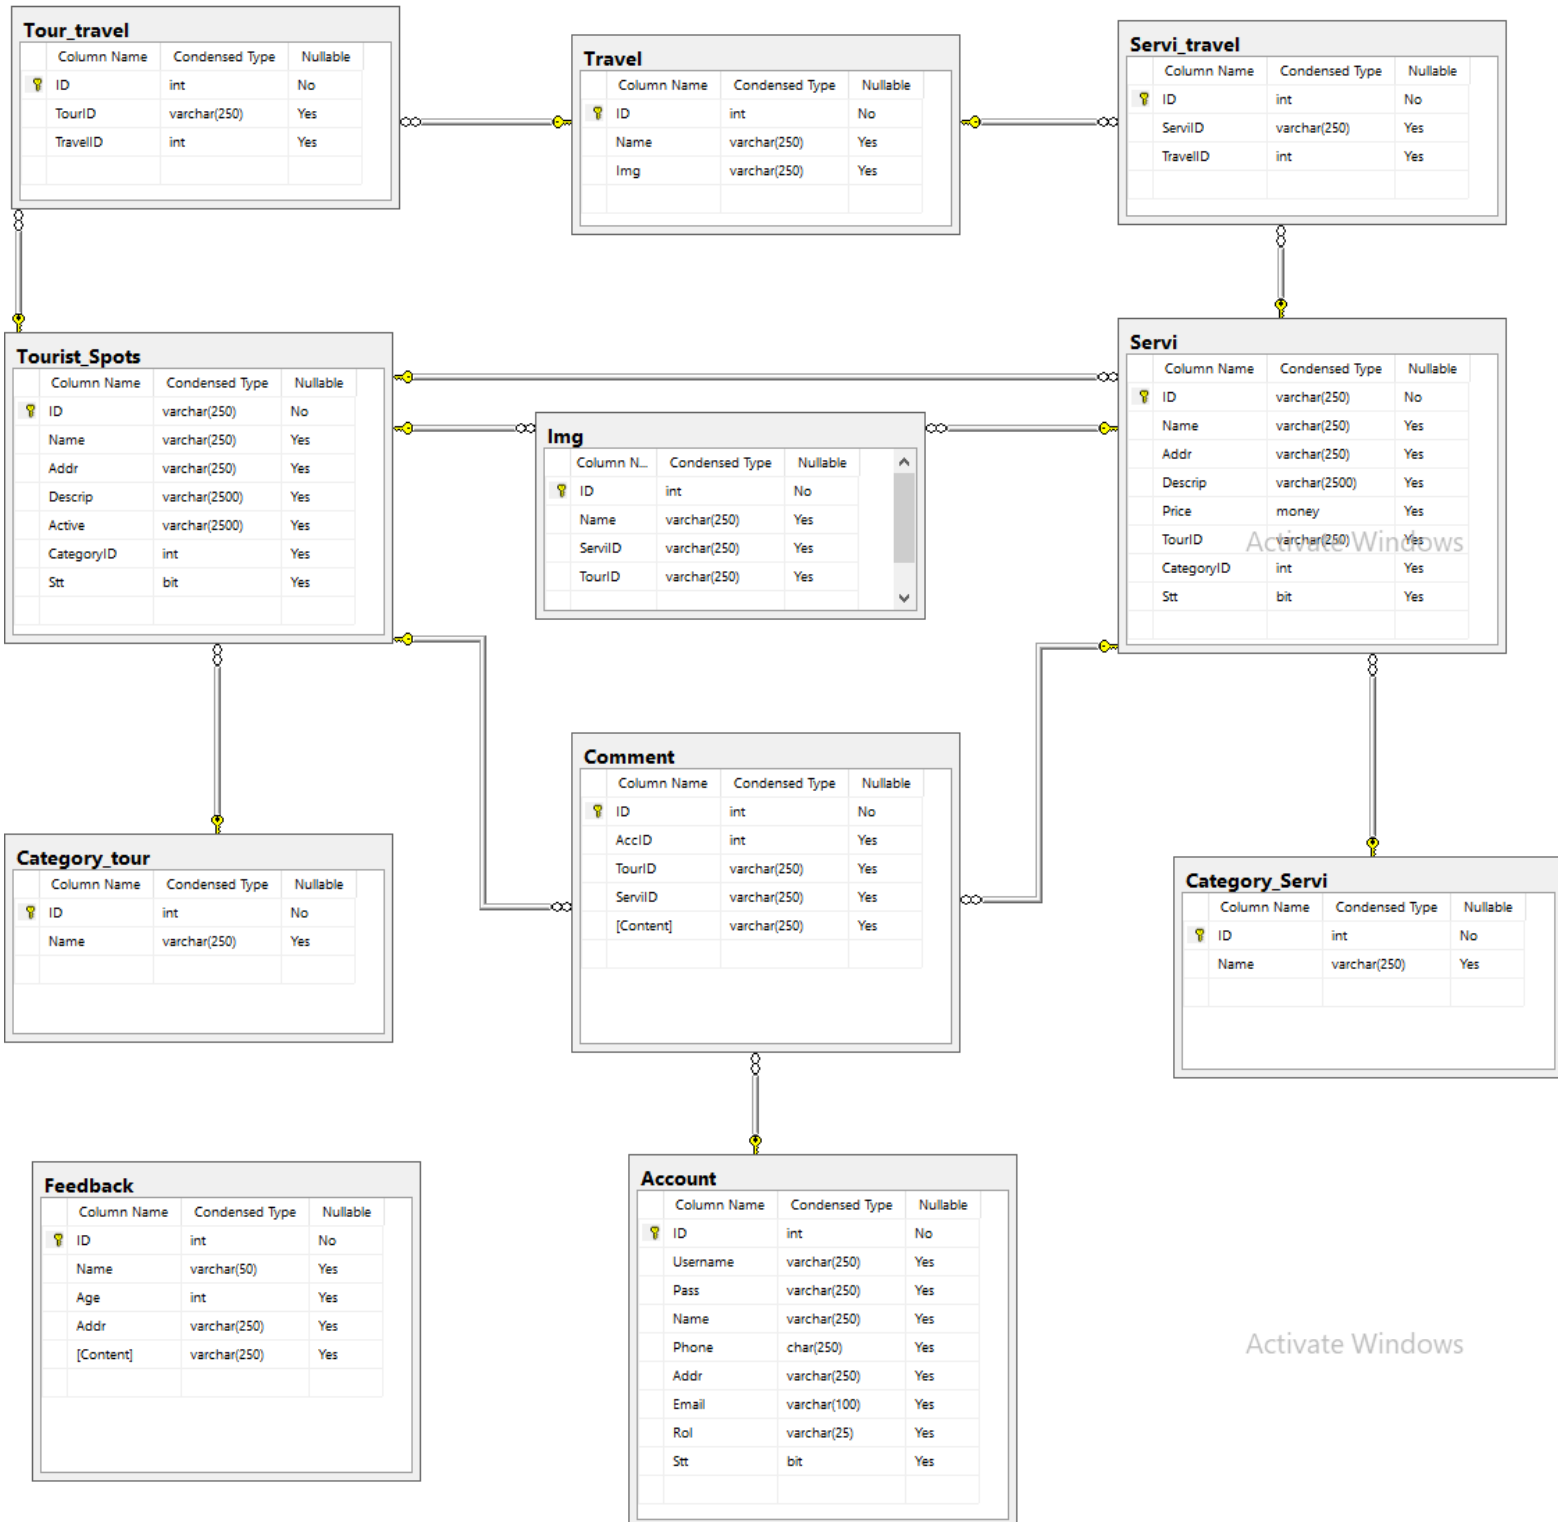 Tour_travel
Column Name Condensed Type Nullable
ID int No
TourID varchar(250) Yes
TravelID int Yes
Travel
Column Name Condensed Type Nullable
ID int No
Name varchar(250) Yes
Img varchar(250) Yes
Servi_travel
Column Name Condensed Type Nullable
ID int No
ServiID varchar(250) Yes
TravelID int Yes
Tourist_Spots
Column Name Condensed Type Nullable
ID varchar(250) No
Name varchar(250) Yes
Addr varchar(250) Yes
Descrip varchar(2500) Yes
Active varchar(2500) Yes
CategoryID int Yes
Stt bit Yes
Img
Column N... Condensed Type Nullable
ID int No
Name varchar(250) Yes
ServiID varchar(250) Yes
TourID varchar(250) Yes
Servi
Column Name Condensed Type Nullable
ID varchar(250) No
Name varchar(250) Yes
Addr varchar(250) Yes
Descrip varchar(2500) Yes
Price money Yes
TourID varchar(250) Yes
CategoryID int Yes
Stt bit Yes
Activate Windows
Comment
Column Name Condensed Type Nullable
ID int No
AccID int Yes
TourID varchar(250) Yes
ServiID varchar(250) Yes
[Content] varchar(250) Yes
Category_tour
Column Name Condensed Type Nullable
ID int No
Name varchar(250) Yes
Category_Servi
Column Name Condensed Type Nullable
ID int No
Name varchar(250) Yes
Feedback
Column Name Condensed Type Nullable
ID int No
Name varchar(50) Yes
Age int Yes
Addr varchar(250) Yes
[Content] varchar(250) Yes
Account
Column Name Condensed Type Nullable
ID int No
Username varchar(250) Yes
Pass varchar(250) Yes
Name varchar(250) Yes
Phone char(250) Yes
Addr varchar(250) Yes
Email varchar(100) Yes
Rol varchar(25) Yes
Stt bit Yes
Activate Windows